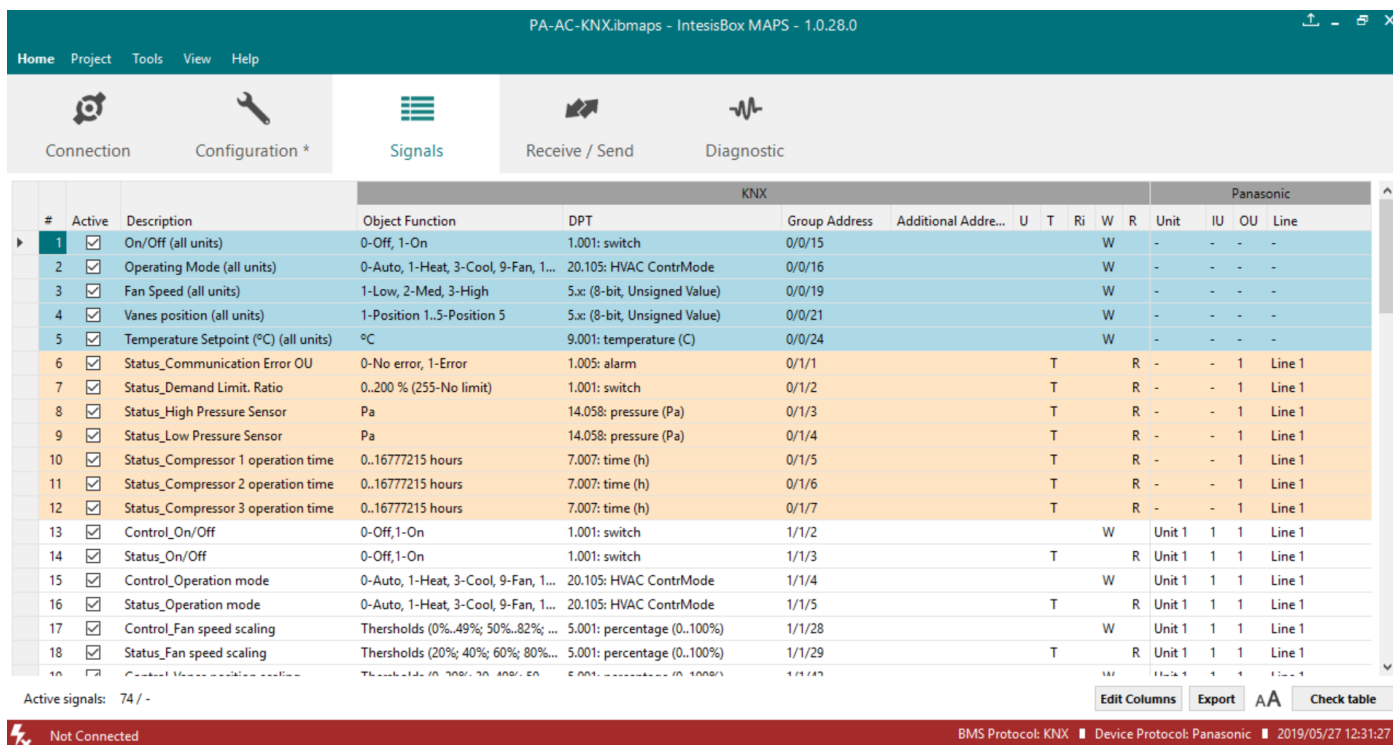 PA-AC-KNX.ibmaps - IntesisBox MAPS - 1.0.28.0
Home Project Tools View Help
Connection Configuration * Signals Receive / Send Diagnostic
KNX Panasonic
# Active Description Object Function DPT Group Address Additional Addre... U T Ri W R Unit IU OU Line
1 On/Off (all units) 0-Off, 1-On 1.001: switch 0/0/15 W - - - -
2 Operating Mode (all units) 0-Auto, 1-Heat, 3-Cool, 9-Fan, 1... 20.105: HVAC ContrMode 0/0/16 W - - - -
3 Fan Speed (all units) 1-Low, 2-Med, 3-High 5.x: (8-bit, Unsigned Value) 0/0/19 W - - - -
4 Vanes position (all units) 1-Position 1..5-Position 5 5.x: (8-bit, Unsigned Value) 0/0/21 W - - - -
5 Temperature Setpoint (ºC) (all units) ºC 9.001: temperature (C) 0/0/24 W - - - -
6 Status_Communication Error OU 0-No error, 1-Error 1.005: alarm 0/1/1 T R - - 1 Line 1
7 Status_Demand Limit. Ratio 0..200 % (255-No limit) 1.001: switch 0/1/2 T R - - 1 Line 1
8 Status_High Pressure Sensor Pa 14.058: pressure (Pa) 0/1/3 T R - - 1 Line 1
9 Status_Low Pressure Sensor Pa 14.058: pressure (Pa) 0/1/4 T R - - 1 Line 1
10 Status_Compressor 1 operation time 0..16777215 hours 7.007: time (h) 0/1/5 T R - - 1 Line 1
11 Status_Compressor 2 operation time 0..16777215 hours 7.007: time (h) 0/1/6 T R - - 1 Line 1
12 Status_Compressor 3 operation time 0..16777215 hours 7.007: time (h) 0/1/7 T R - - 1 Line 1
13 Control_On/Off 0-Off,1-On 1.001: switch 1/1/2 W Unit 1 1 1 Line 1
14 Status_On/Off 0-Off,1-On 1.001: switch 1/1/3 T R Unit 1 1 1 Line 1
15 Control_Operation mode 0-Auto, 1-Heat, 3-Cool, 9-Fan, 1... 20.105: HVAC ContrMode 1/1/4 W Unit 1 1 1 Line 1
16 Status_Operation mode 0-Auto, 1-Heat, 3-Cool, 9-Fan, 1... 20.105: HVAC ContrMode 1/1/5 T R Unit 1 1 1 Line 1
17 Control_Fan speed scaling Thersholds (0%..49%; 50%..82%; ... 5.001: percentage (0..100%) 1/1/28 W Unit 1 1 1 Line 1
18 Status_Fan speed scaling Thersholds (20%; 40%; 60%; 80%... 5.001: percentage (0..100%) 1/1/29 T R Unit 1 1 1 Line 1
Active signals: 74 / - Edit Columns Export AA Check table
Not Connected BMS Protocol: KNX Device Protocol: Panasonic 2019/05/27 12:31:27